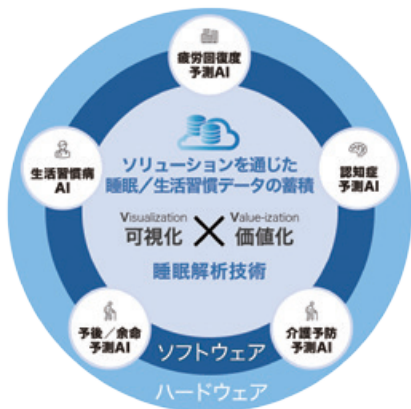 疲労回復度
予測AI
生活習慣病
AI
認知症
予測AI
ソリューションを通じた
睡眠／生活習慣データの蓄積
Visualization
可視化
×
Value-ization
価値化
睡眠解析技術
予後／余命
予測AI
介護予防
予測AI
ソフトウェア
ハードウェア